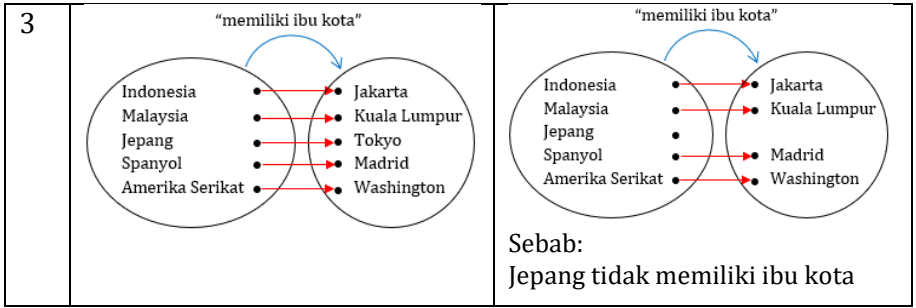 3
“memiliki ibu kota”
Indonesia Jakarta
Malaysia Kuala Lumpur
Jepang Tokyo
Spanyol Madrid
Amerika Serikat Washington
“memiliki ibu kota”
Indonesia Jakarta
Malaysia Kuala Lumpur
Jepang
Spanyol Madrid
Amerika Serikat Washington
Sebab:
Jepang tidak memiliki ibu kota